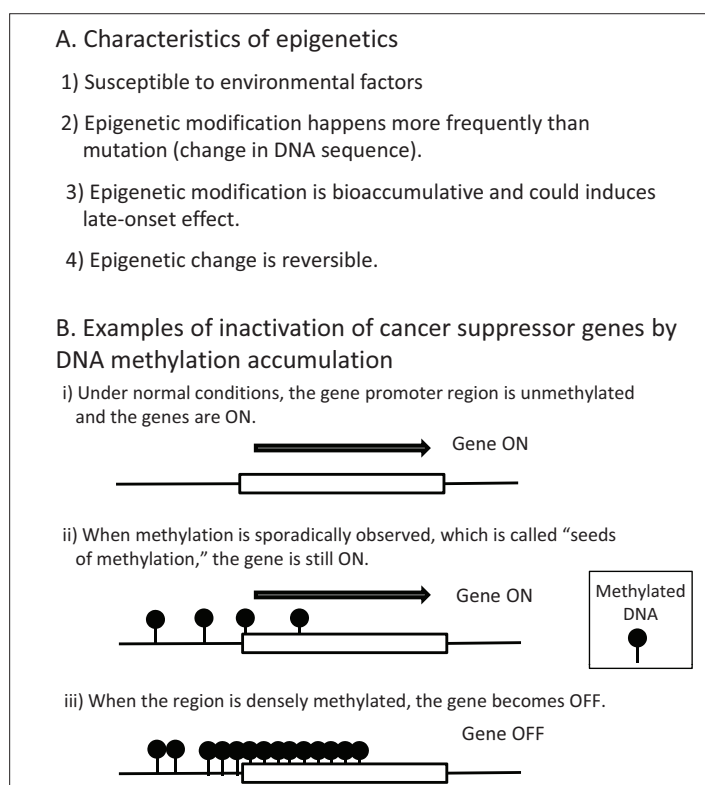 A. Characteristics of epigenetics
1) Susceptible to environmental factors
2) Epigenetic modification happens more frequently than
mutation (change in DNA sequence).
3) Epigenetic modification is bioaccumulative and could induces
late-onset effect.
4) Epigenetic change is reversible.
B. Examples of inactivation of cancer suppressor genes by
DNA methylation accumulation
i) Under normal conditions, the gene promoter region is unmethylated
and the genes are ON.
Gene ON
ii) When methylation is sporadically observed, which is called “seeds
of methylation,” the gene is still ON.
Gene ON
Methylated
DNA
iii) When the region is densely methylated, the gene becomes OFF.
Gene OFF